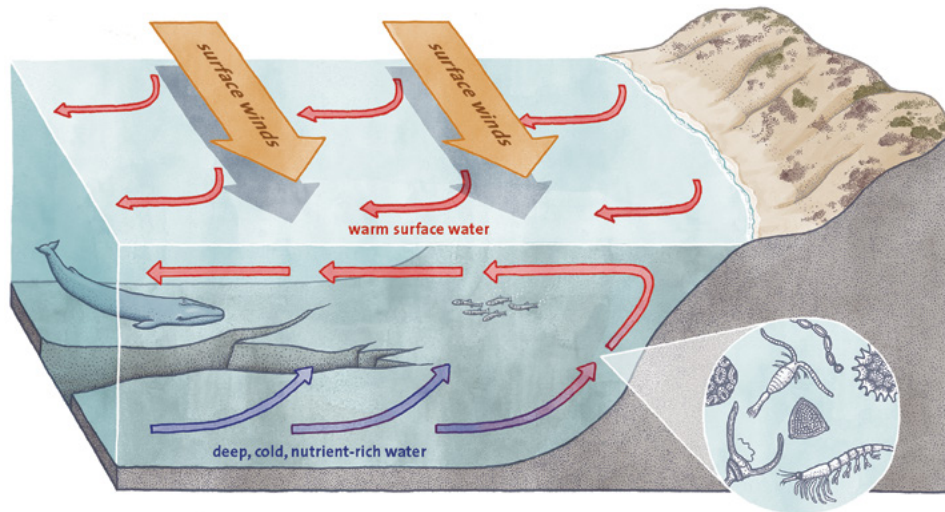 surface winds
surface winds
warm surface water
deep, cold, nutrient-rich water